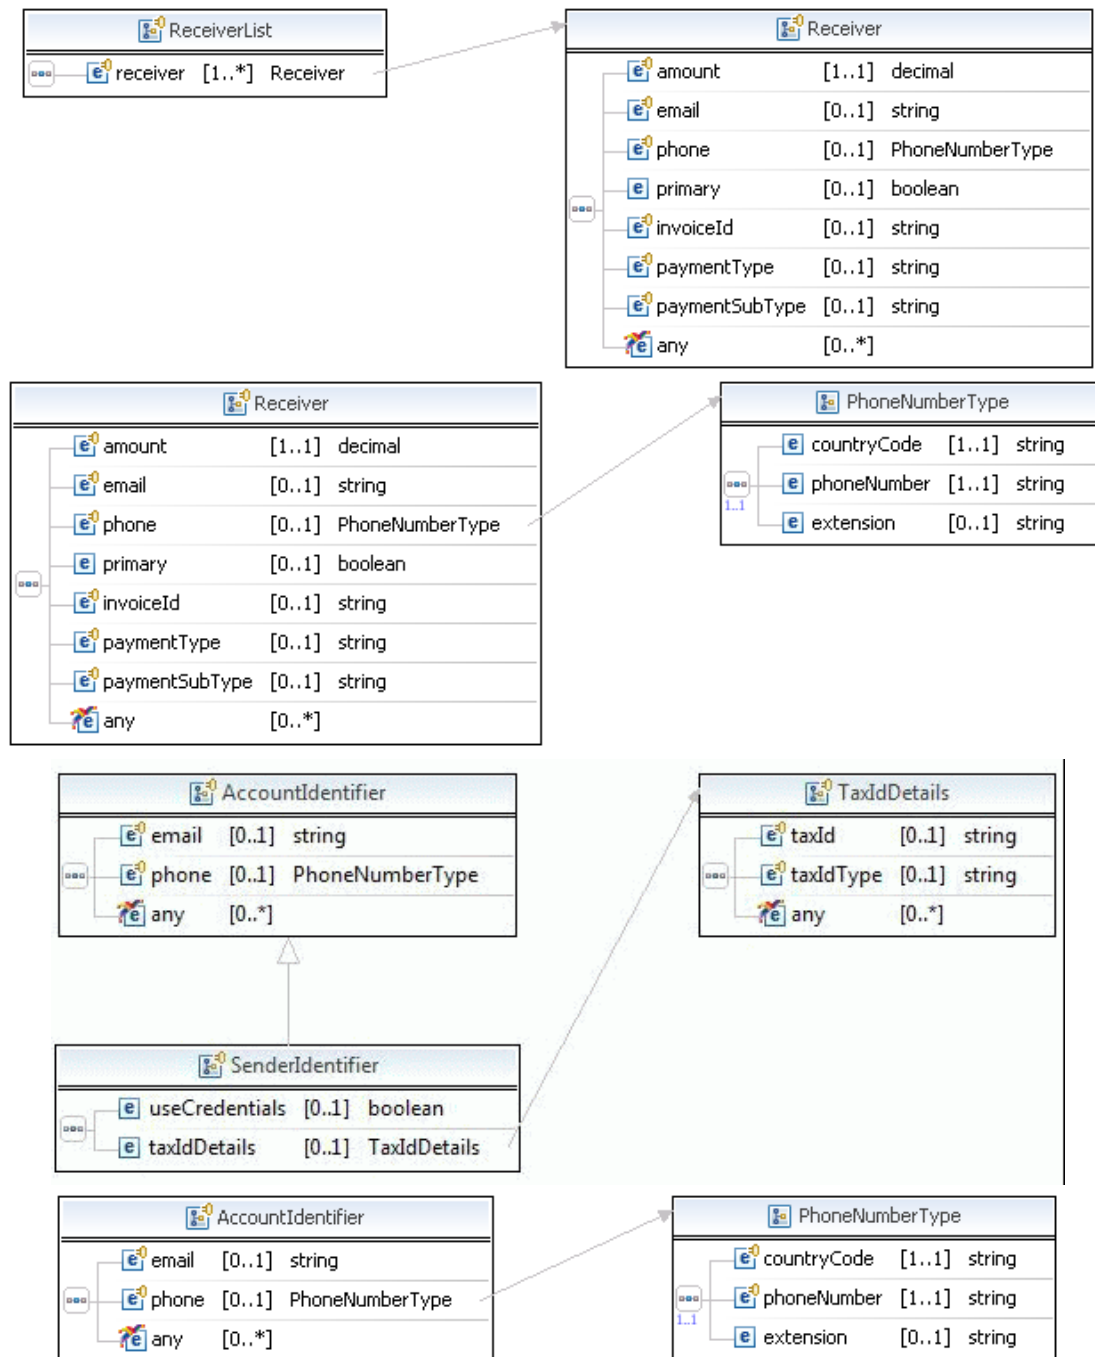 ReceiverList
receiver [1..*] Receiver
Receiver
amount [1..1] decimal
email [0..1] string
phone [0..1] PhoneNumberType
primary [0..1] boolean
invoiceId [0..1] string
paymentType [0..1] string
paymentSubType [0..1] string
any [0..*]
Receiver
amount [1..1] decimal
email [0..1] string
phone [0..1] PhoneNumberType
primary [0..1] boolean
invoiceId [0..1] string
paymentType [0..1] string
paymentSubType [0..1] string
any [0..*]
PhoneNumberType
countryCode [1..1] string
phoneNumber [1..1] string
extension [0..1] string
1..1
AccountIdentifier
email [0..1] string
phone [0..1] PhoneNumberType
any [0..*]
TaxIdDetails
taxId [0..1] string
taxIdType [0..1] string
any [0..*]
SenderIdentifier
useCredentials [0..1] boolean
taxIdDetails [0..1] TaxIdDetails
AccountIdentifier
email [0..1] string
phone [0..1] PhoneNumberType
any [0..*]
PhoneNumberType
countryCode [1..1] string
phoneNumber [1..1] string
1..1
extension [0..1] string